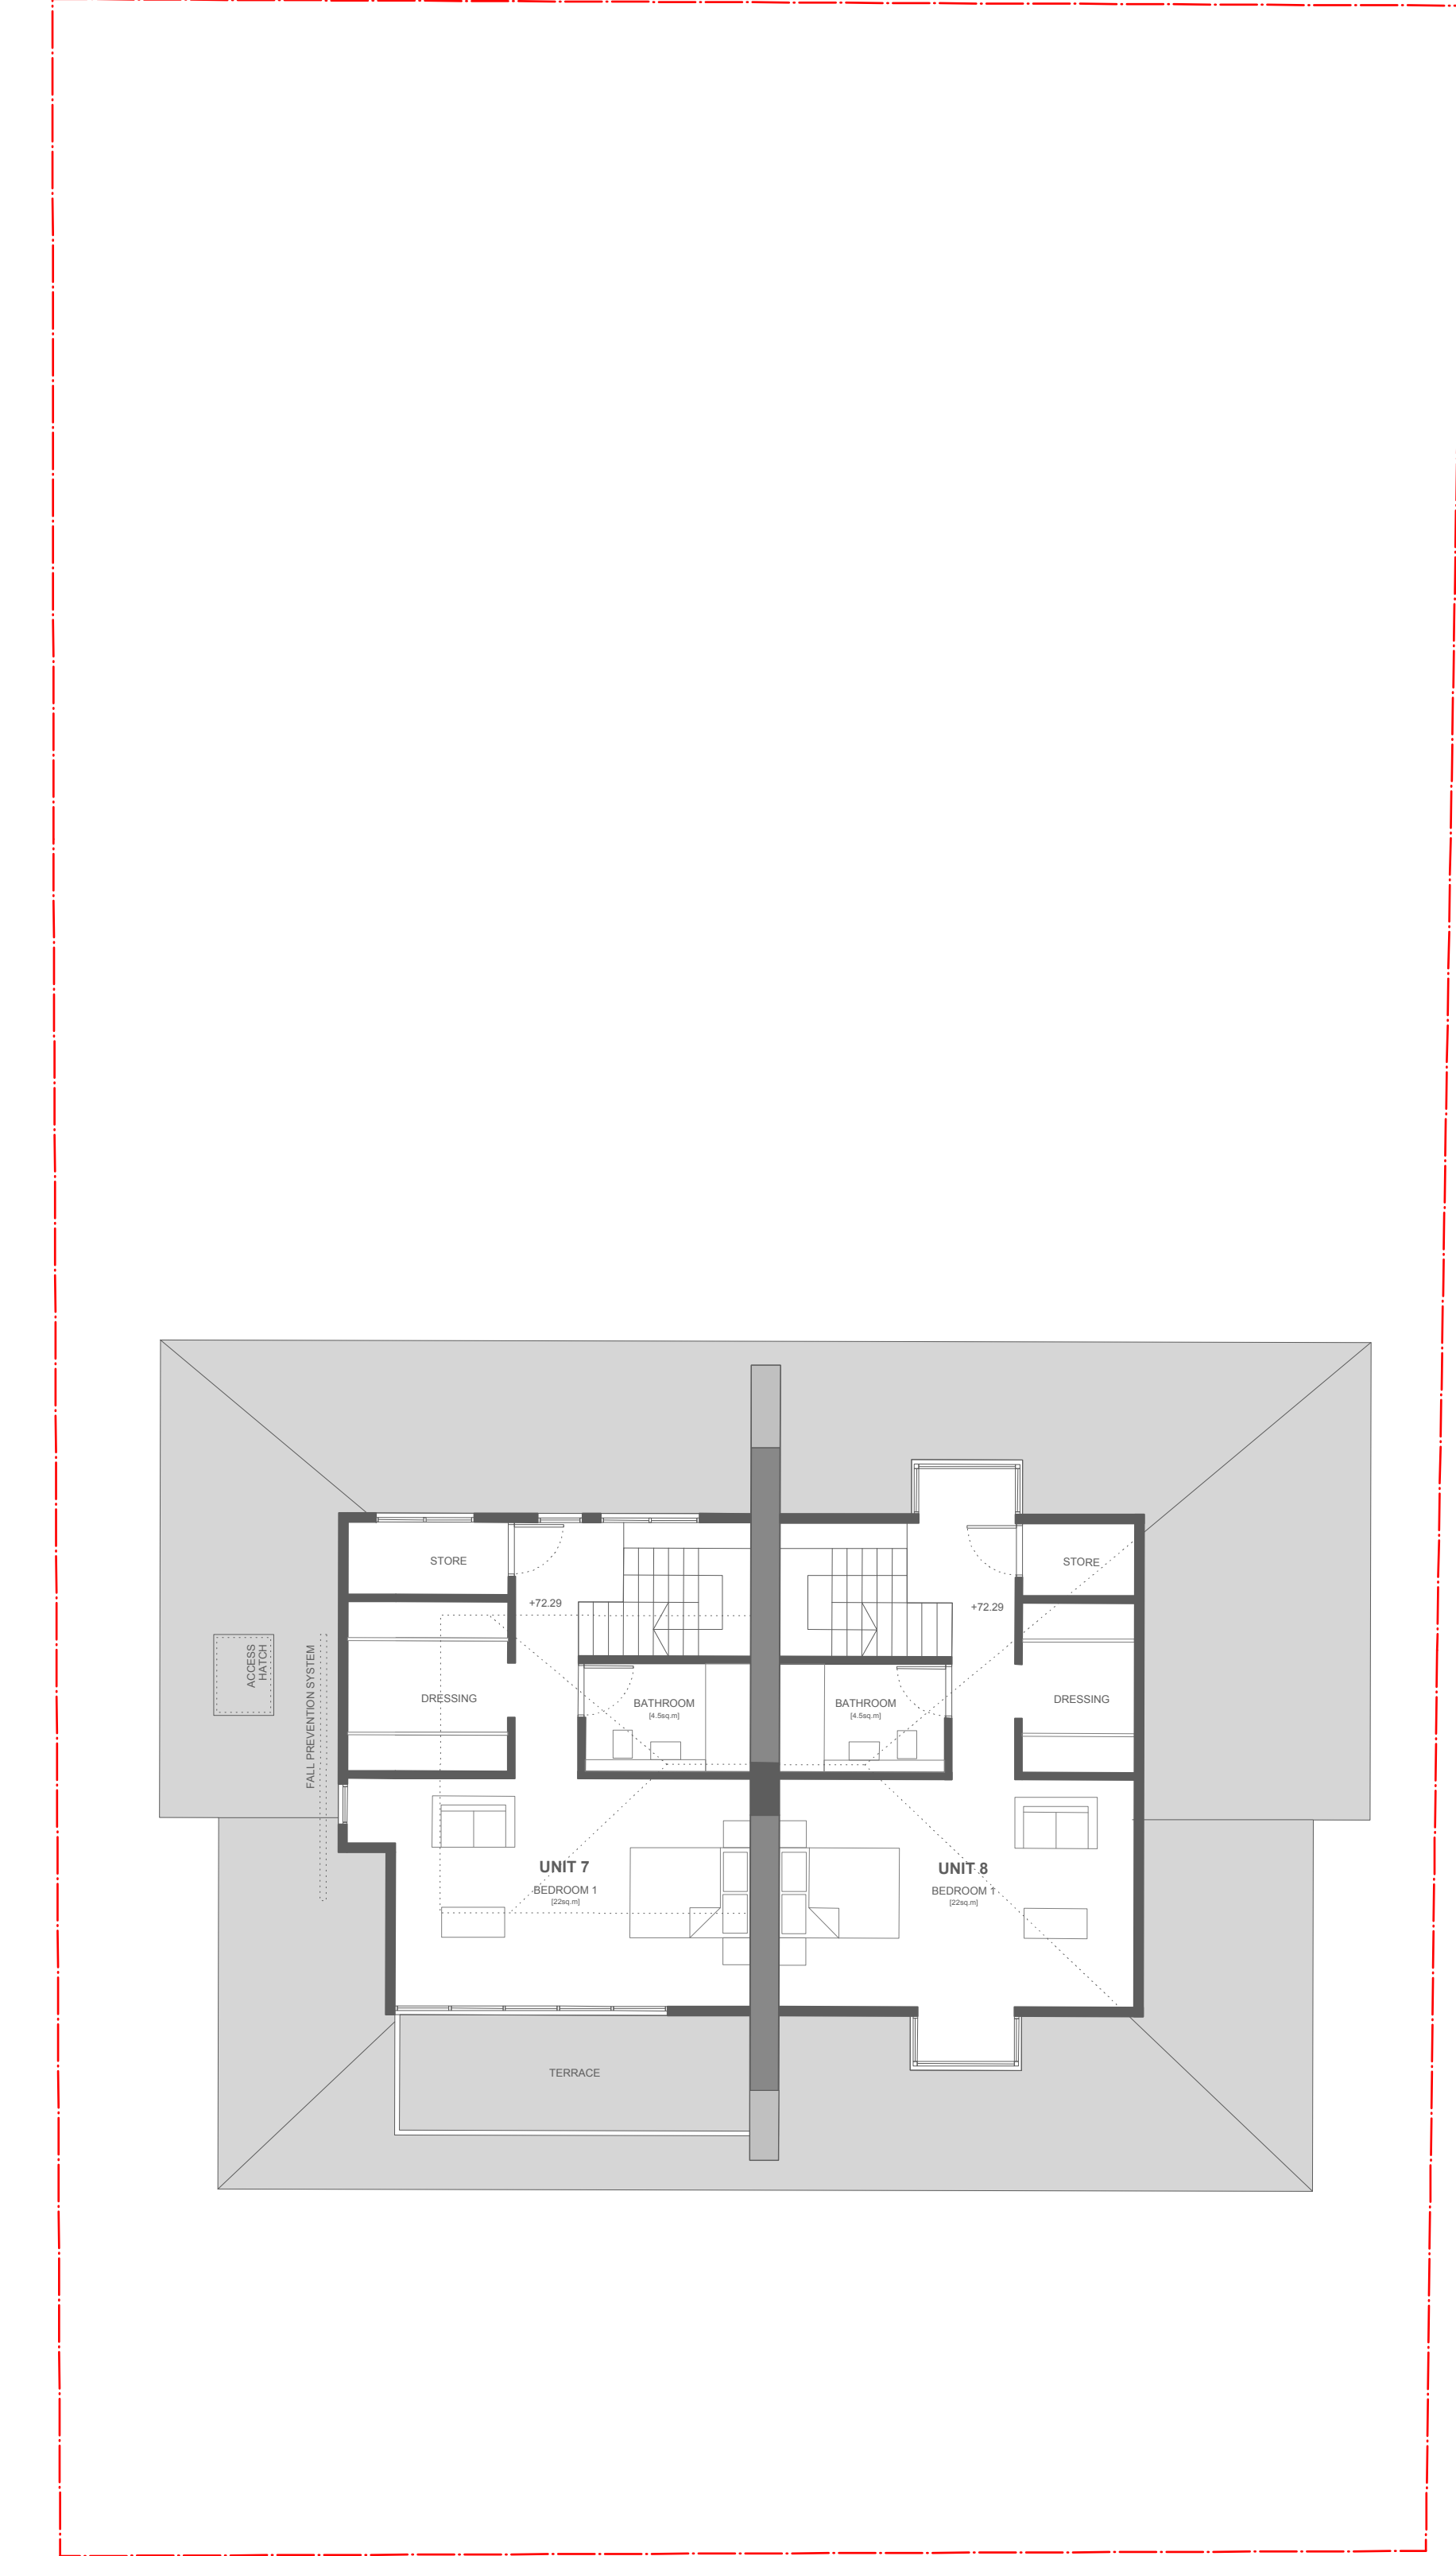 STORE
STORE
+72.29
+72.29
ACCESS
HATCH
FALL PREVENTION SYSTEM
DRESSING
BATHROOM
[4.5sq.m]
BATHROOM
[4.5sq.m]
DRESSING
UNIT 7
BEDROOM 1
[22sq.m]
UNIT 8
BEDROOM 1
[22sq.m]
TERRACE